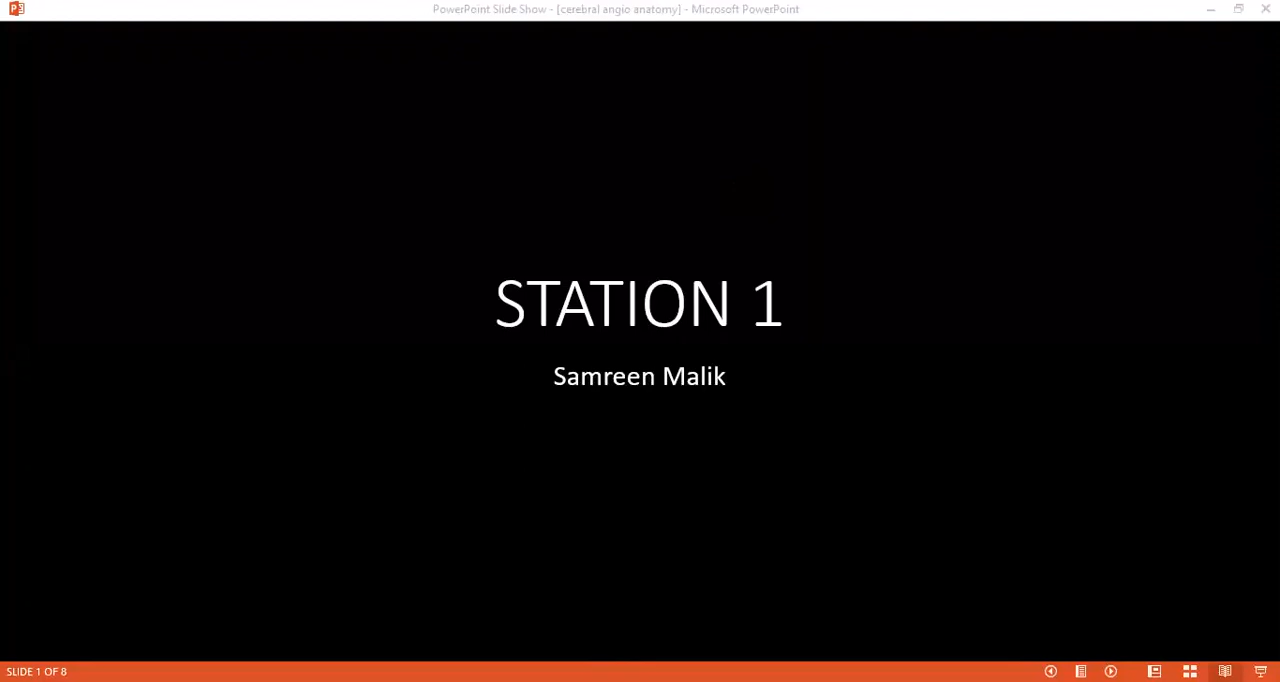 PowerPoint Slide Show - [cerebral angio anatomy] - Microsoft PowerPoint
STATION 1
Samreen Malik
SLIDE 1 OF 8